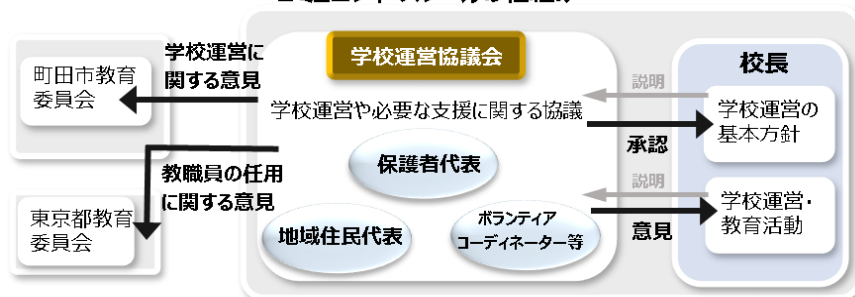 学校運営に
関する意見
町田市教育
委員会
学校運営協議会
学校運営や必要な支援に関する協議
保護者代表
地域住民代表
ボランティア
コーディネーター等
教職員の任用
に関する意見
東京都教育
委員会
校長
説明
学校運営の
基本方針
承認
説明
学校運営・
教育活動
意見